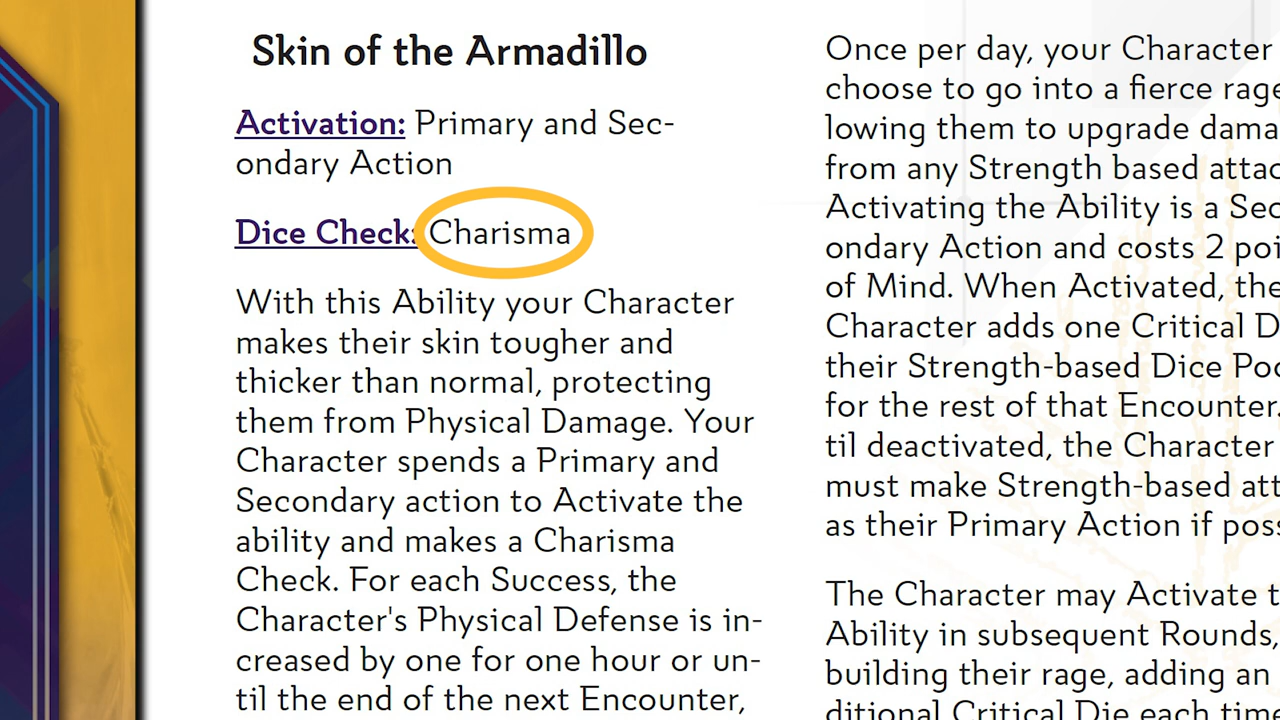 Skin of the Armadillo
Activation: Primary and Sec-
ondary Action
Dice Check: Charisma
With this Ability your Character
makes their skin tougher and
thicker than normal, protecting
them from Physical Damage. Your
Character spends a Primary and
Secondary action to Activate the
ability and makes a Charisma
Check. For each Success, the
Character's Physical Defense is in-
creased by one for one hour or un-
til the end of the next Encounter,
Once per day, your Character
choose to go into a fierce rage
lowing them to upgrade dama
from any Strength based attac
Activating the Ability is a Sec
ondary Action and costs 2 poi
of Mind. When Activated, the
Character adds one Critical D
their Strength-based Dice Poo
for the rest of that Encounter.
til deactivated, the Character
must make Strength-based att
as their Primary Action if poss
The Character may Activate t
Ability in subsequent Rounds,
building their rage, adding an
ditional Critical Die each time